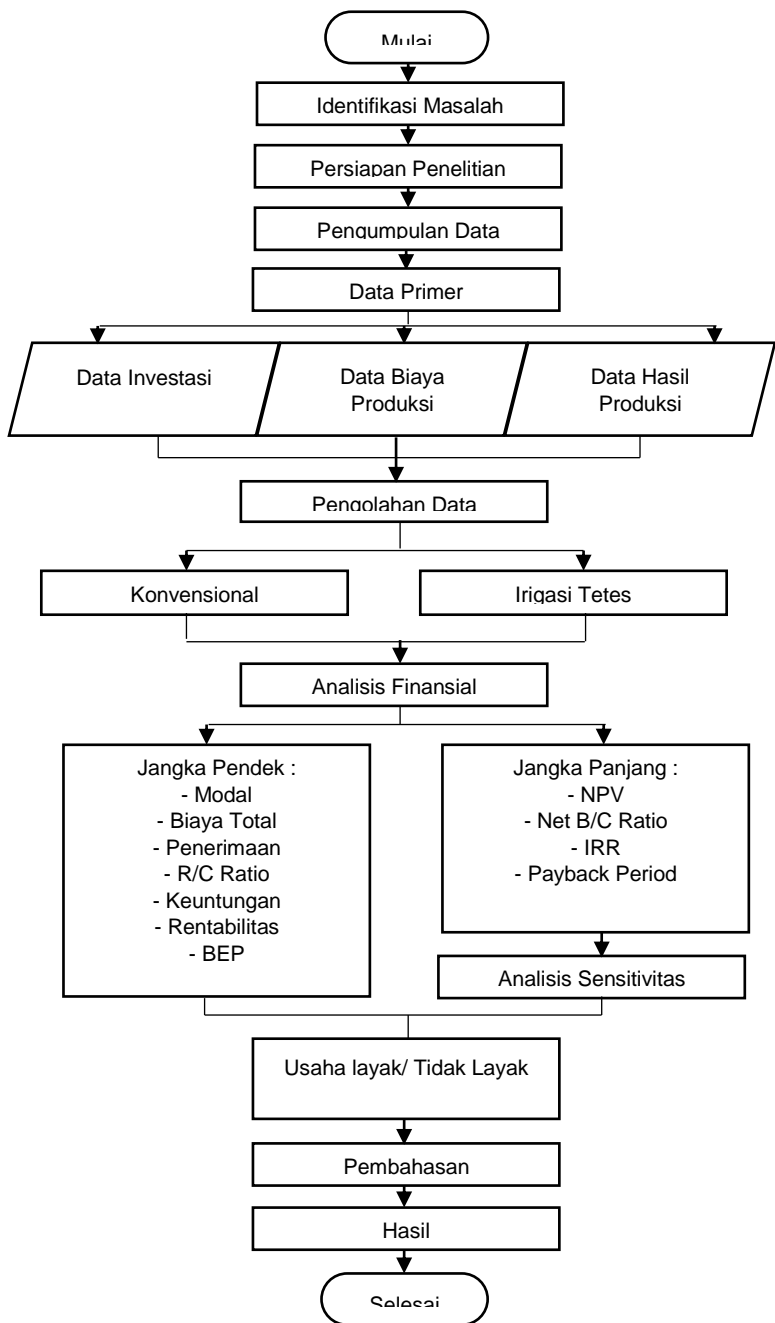 Mulai
Identifikasi Masalah
Persiapan Penelitian
Pengumpulan Data
Data Primer
Data Investasi
Data Biaya
Produksi
Data Hasil
Produksi
Pengolahan Data
Konvensional
Irigasi Tetes
Analisis Finansial
Jangka Pendek :
- Modal
- Biaya Total
- Penerimaan
- R/C Ratio
- Keuntungan
- Rentabilitas
- BEP
Jangka Panjang :
- NPV
- Net B/C Ratio
- IRR
- Payback Period
Analisis Sensitivitas
Usaha layak/ Tidak Layak
Pembahasan
Hasil
Selesai